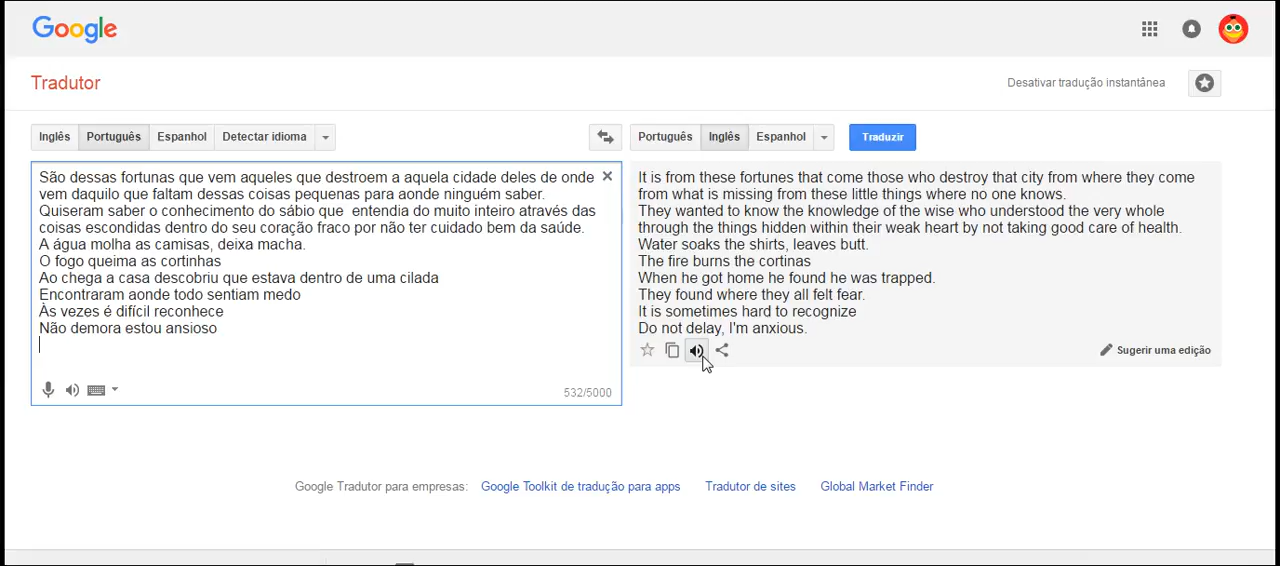 Google
Tradutor
Desativar tradução instantânea
Inglês Português Espanhol Detectar idioma
Português Inglês Espanhol Traduzir
São dessas fortunas que vem aqueles que destroem a aquela cidade deles de onde
vem daquilo que faltam dessas coisas pequenas para aonde ninguém saber.
Quiseram saber o conhecimento do sábio que entendia do muito inteiro através das
coisas escondidas dentro do seu coração fraco por não ter cuidado bem da saúde.
A água molha as camisas, deixa macha.
O fogo queima as cortinhas
Ao chega a casa descobriu que estava dentro de uma cilada
Encontraram aonde todo sentiam medo
Às vezes é difícil reconhece
Não demora estou ansioso
532/5000
It is from these fortunes that come those who destroy that city from where they come
from what is missing from these little things where no one knows.
They wanted to know the knowledge of the wise who understood the very whole
through the things hidden within their weak heart by not taking good care of health.
Water soaks the shirts, leaves butt.
The fire burns the cortinas
When he got home he found he was trapped.
They found where they all felt fear.
It is sometimes hard to recognize
Do not delay, I'm anxious.
Sugerir uma edição
Google Tradutor para empresas: Google Toolkit de tradução para apps Tradutor de sites Global Market Finder